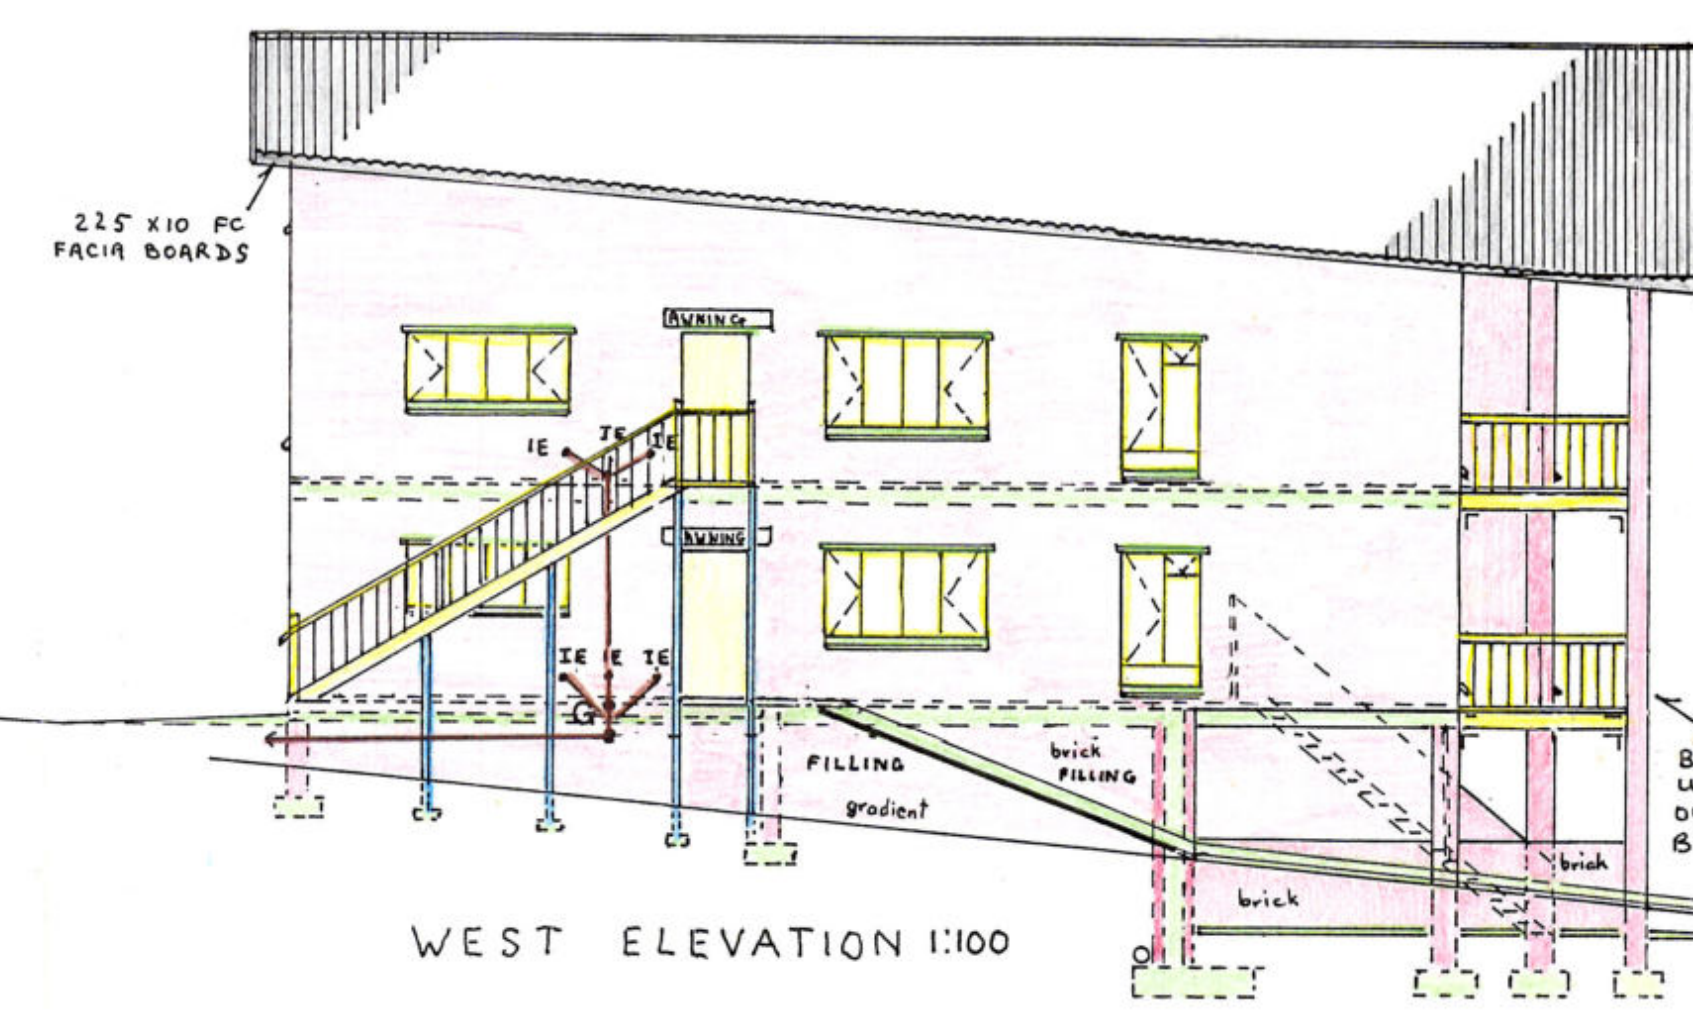 225 X10 FC
FACIA BOARDS
AWNING
IE IE IE
AWNING
IE IE IE
G
FILLING
brick
FILLING
gradient
brick
brick
B
B
WEST ELEVATION 1:100